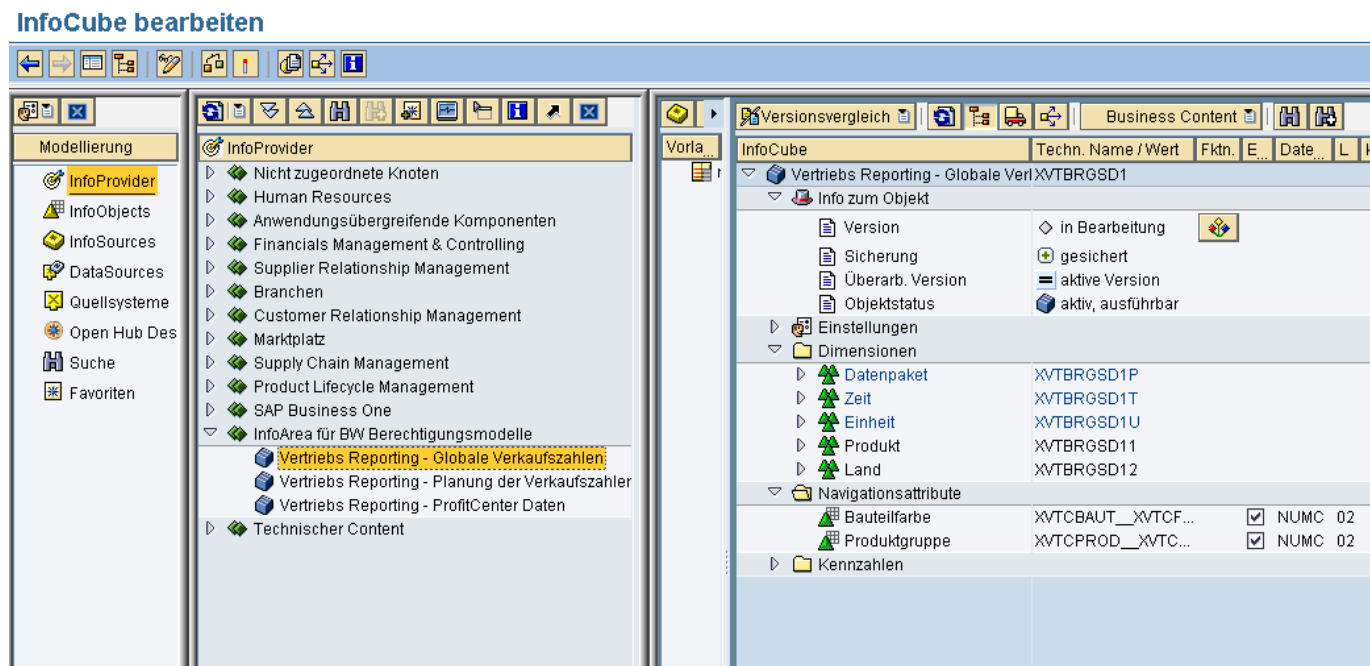 InfoCube bearbeiten
Versionsvergleich Business Content
Modellierung
InfoProvider
InfoObjects
InfoSources
DataSources
Quellsysteme
Open Hub Des
Suche
Favoriten
InfoProvider
Nicht zugeordnete Knoten
Human Resources
Anwendungsübergreifende Komponenten
Financials Management & Controlling
Supplier Relationship Management
Branchen
Customer Relationship Management
Marktplatz
Supply Chain Management
Product Lifecycle Management
SAP Business One
InfoArea für BW Berechtigungsmodelle
Vertriebs Reporting - Globale Verkaufszahlen
Vertriebs Reporting - Planung der Verkaufszahler
Vertriebs Reporting - ProfitCenter Daten
Technischer Content
Vorla...
InfoCube Techn. Name / Wert Fktn. E... Date... L
Vertriebs Reporting - Globale Verl XVTBRGSD1
Info zum Objekt
Version in Bearbeitung
Sicherung gesichert
Überarb. Version aktive Version
Objektstatus aktiv, ausführbar
Einstellungen
Dimensionen
Datenpaket XVTBRGSD1P
Zeit XVTBRGSD1T
Einheit XVTBRGSD1U
Produkt XVTBRGSD11
Land XVTBRGSD12
Navigationsattribute
Bauteilfarbe XVTCBAUT__XVTCF... NUMC 02
Produktgruppe XVTCPROD__XVTC... NUMC 02
Kennzahlen